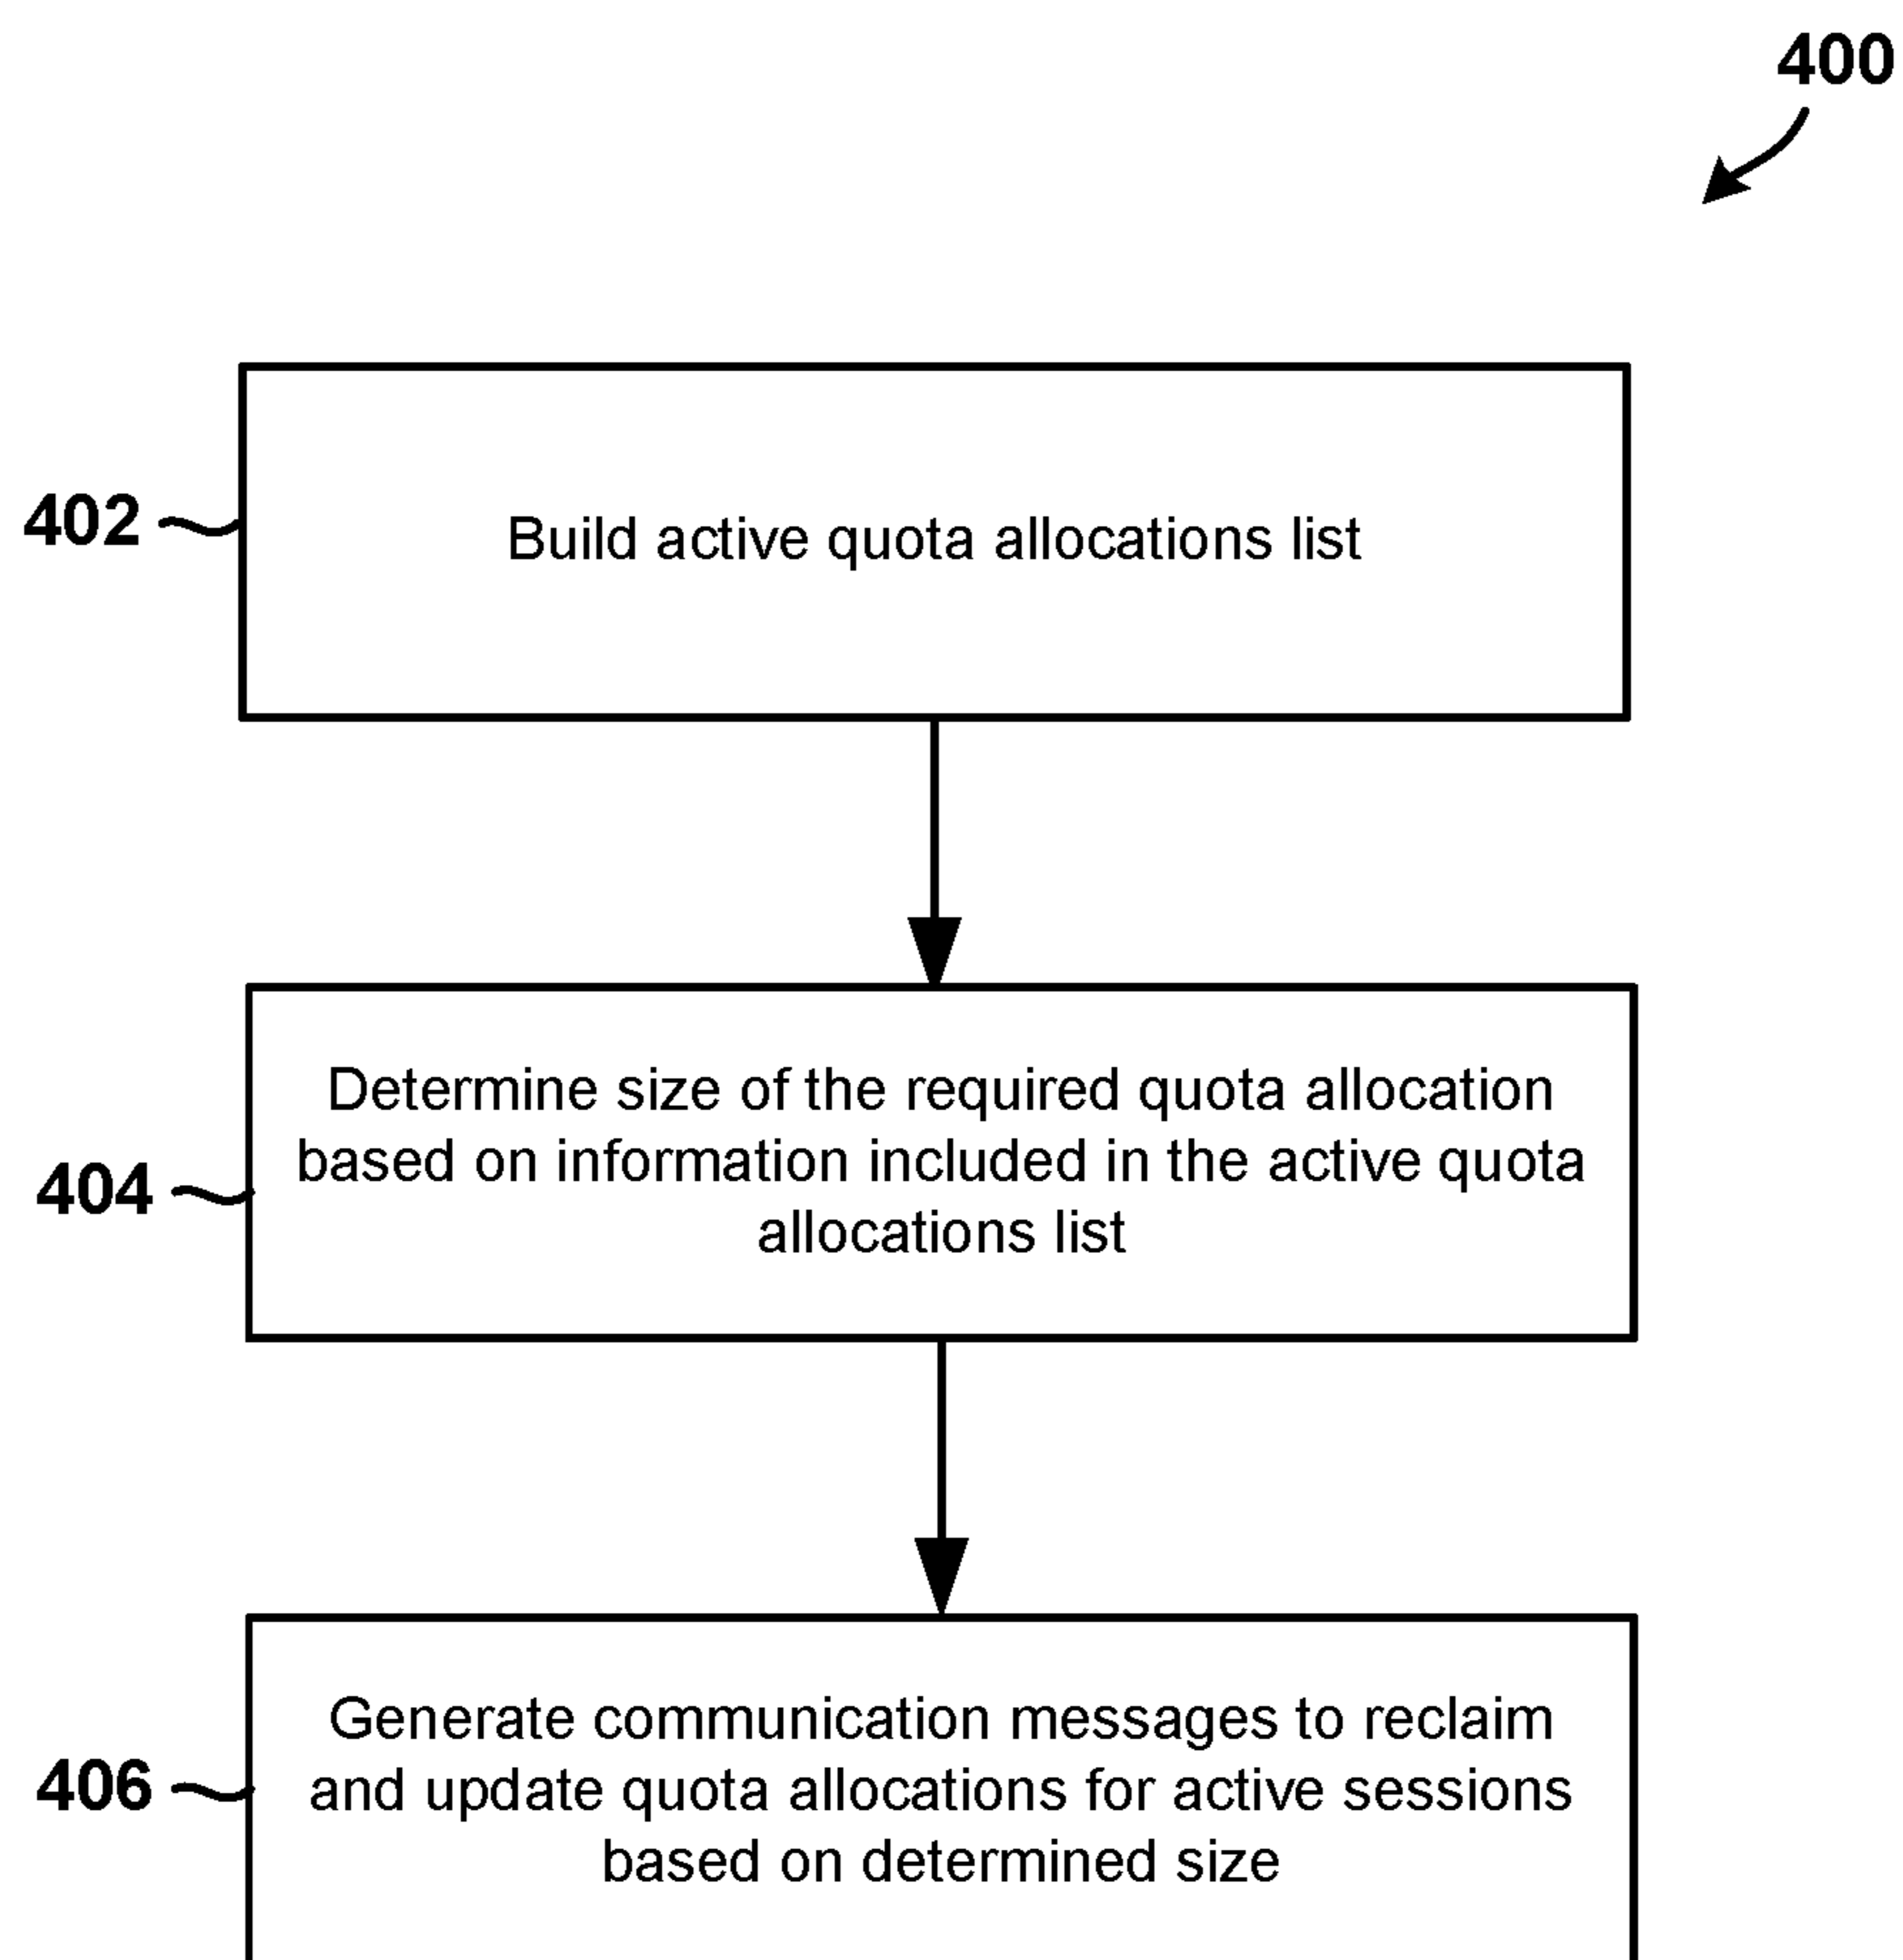 400
402
Build active quota allocations list
404
Determine size of the required quota allocation
based on information included in the active quota
allocations list
406
Generate communication messages to reclaim
and update quota allocations for active sessions
based on determined size